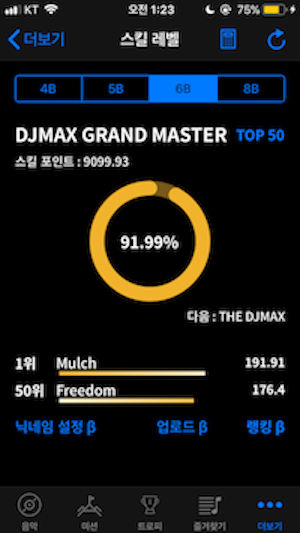 KT 오전 1:23 75%
더보기 스킬 레벨
4B 5B 6B 8B
DJMAX GRAND MASTER TOP 50
스킬 포인트 : 9099.93
91.99%
다음 : THE DJMAX
1위 Mulch 191.91
50위 Freedom 176.4
닉네임 설정 β 업로드 β 랭킹 β
음악 미션 트로피 즐겨찾기 더보기